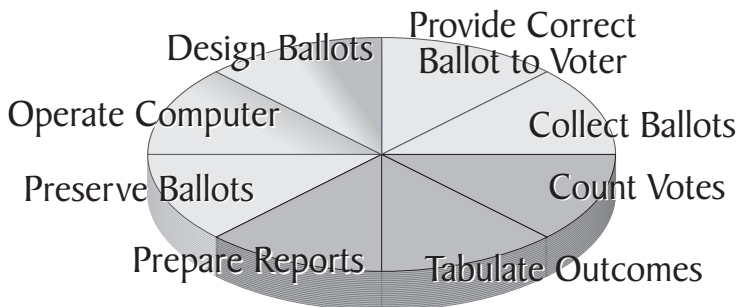 Design Ballots
Provide Correct
Ballot to Voter
Operate Computer
Collect Ballots
Preserve Ballots
Count Votes
Prepare Reports
Tabulate Outcomes